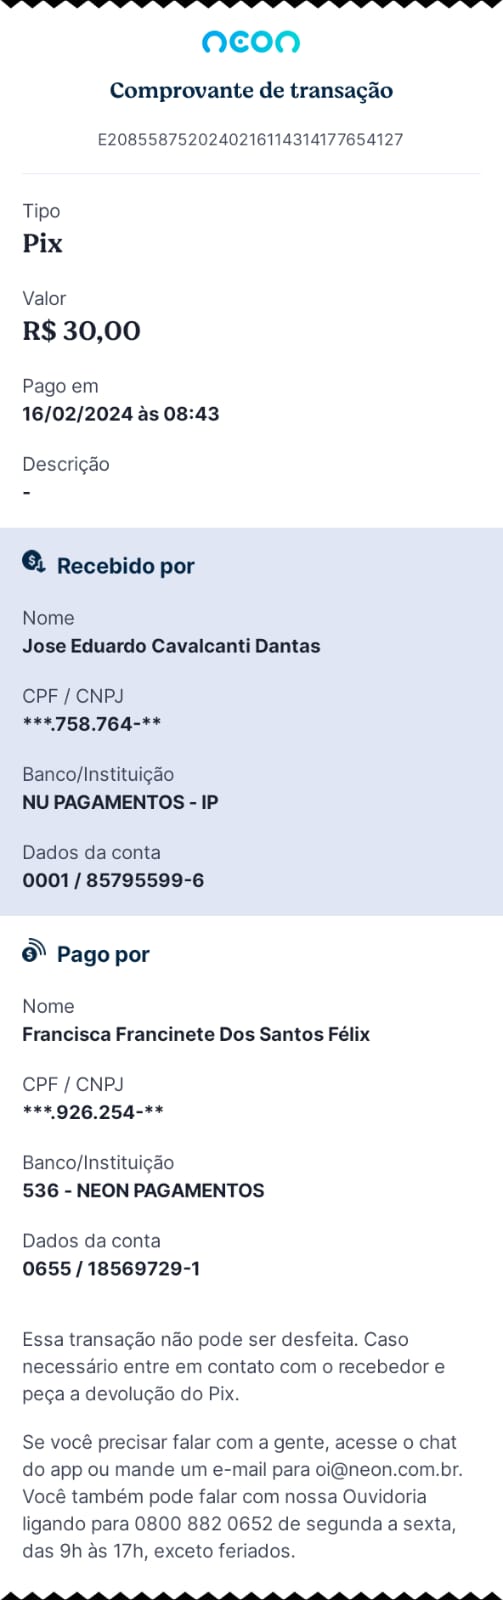 neon
Comprovante de transação
E20855875202402161143141776541​27
Tipo
Pix
Valor
R$ 30,00
Pago em
16/02/2024 às 08:43
Descrição
-
Recebido por
Nome
Jose Eduardo Cavalcanti Dantas
CPF / CNPJ
***.758.764-**
Banco/Instituição
NU PAGAMENTOS - IP
Dados da conta
0001 / 85795599-6
Pago por
Nome
Francisca Francinete Dos Santos Félix
CPF / CNPJ
***.926.254-**
Banco/Instituição
536 - NEON PAGAMENTOS
Dados da conta
0655 / 18569729-1
Essa transação não pode ser desfeita. Caso
necessário entre em contato com o recebedor e
peça a devolução do Pix.
Se você precisar falar com a gente, acesse o chat
do app ou mande um e-mail para oi@neon.com.br.
Você também pode falar com nossa Ouvidoria
ligando para 0800 882 0652 de segunda a sexta,
das 9h às 17h, exceto feriados.